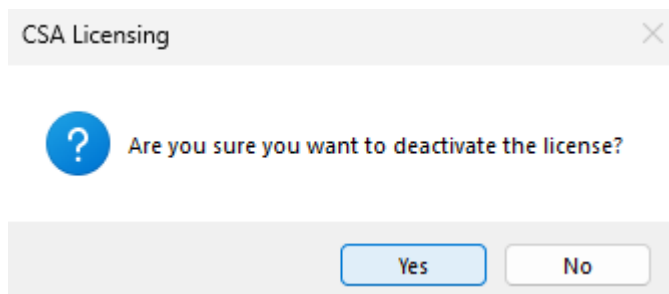 CSA Licensing
Are you sure you want to deactivate the license?
Yes No